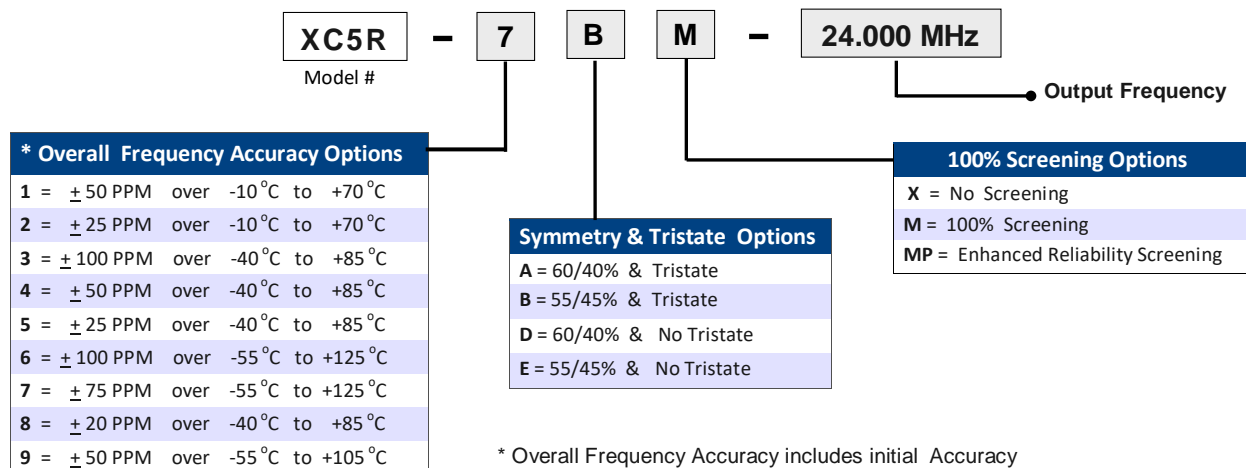 XC5R – 7 B M – 24.000 MHz
Model #
Output Frequency
* Overall Frequency Accuracy Options
1 = ± 50 PPM over -10 °C to +70 °C
2 = ± 25 PPM over -10 °C to +70 °C
3 = ± 100 PPM over -40 °C to +85 °C
4 = ± 50 PPM over -40 °C to +85 °C
5 = ± 25 PPM over -40 °C to +85 °C
6 = ± 100 PPM over -55 °C to +125 °C
7 = ± 75 PPM over -55 °C to +125 °C
8 = ± 20 PPM over -40 °C to +85 °C
9 = ± 50 PPM over -55 °C to +105 °C
Symmetry & Tristate Options
A = 60/40% & Tristate
B = 55/45% & Tristate
D = 60/40% & No Tristate
E = 55/45% & No Tristate
100% Screening Options
X = No Screening
M = 100% Screening
MP = Enhanced Reliability Screening
* Overall Frequency Accuracy includes initial Accuracy